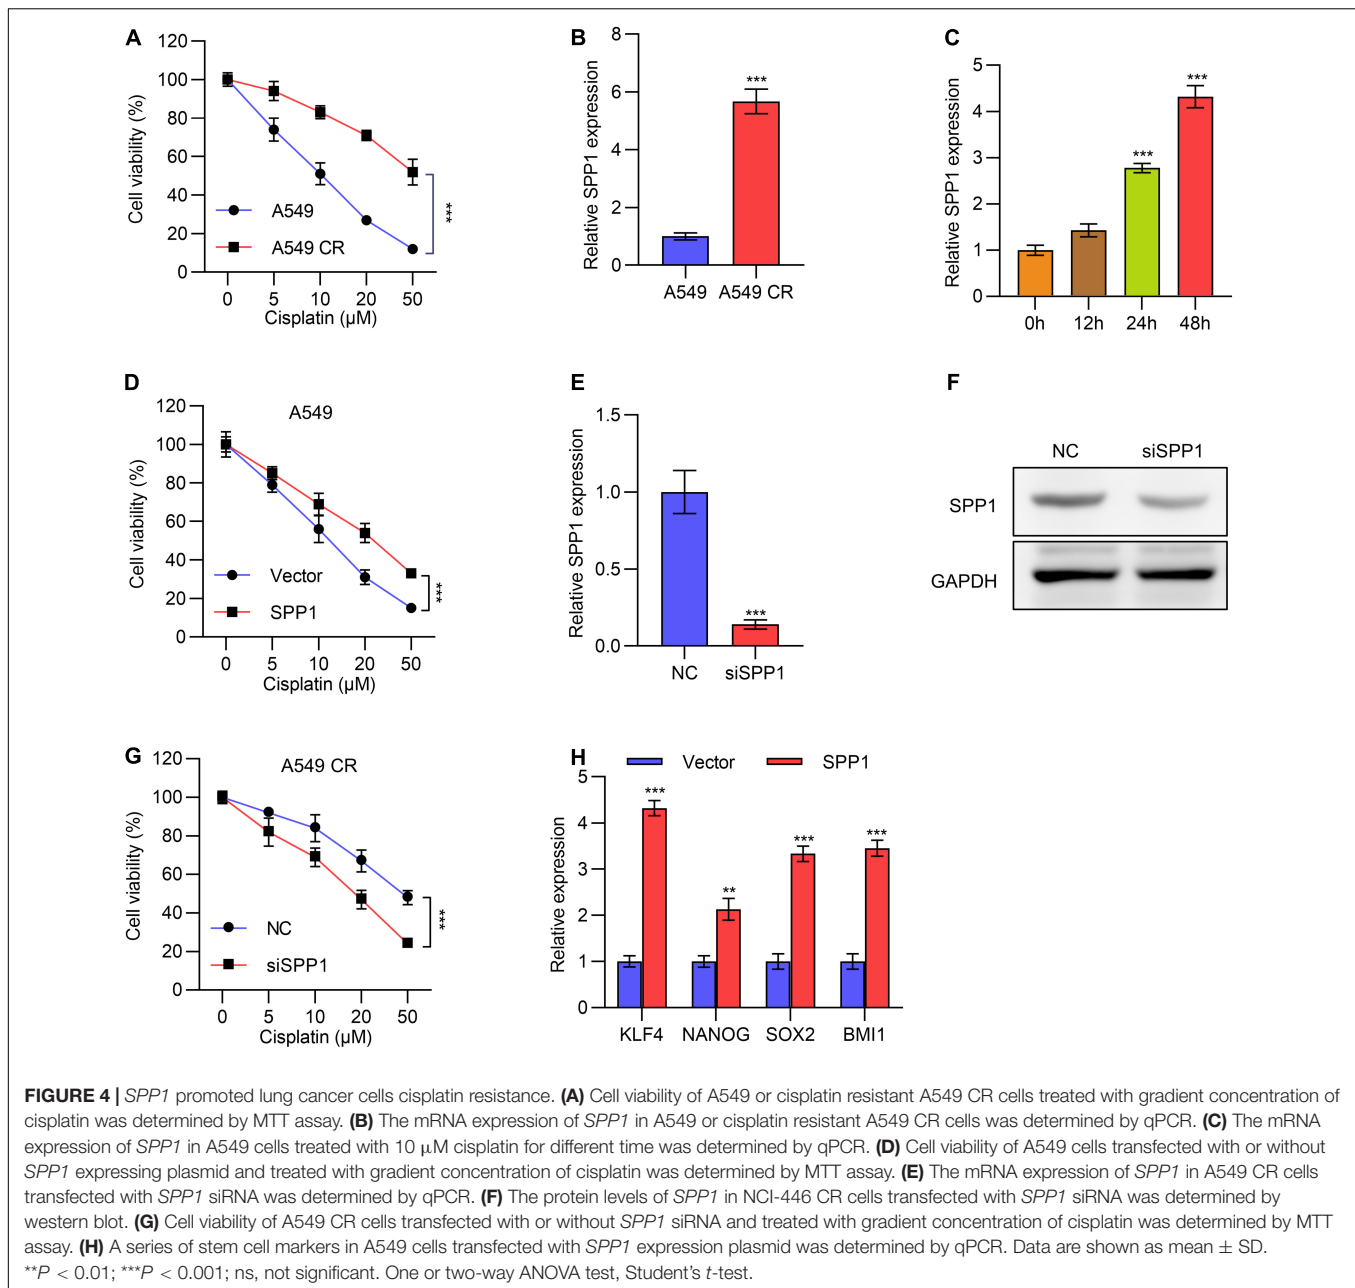 A
120
100
80
60
40
20
0
Cell viability (%)
A549
A549 CR
***
0 5 10 20 50
Cisplatin (µM)
B
8
6
4
2
0
Relative SPP1 expression
***
A549 A549 CR
C
5
4
3
2
1
0
Relative SPP1 expression
***
***
0h 12h 24h 48h
D
A549
120
100
80
60
40
20
0
Cell viability (%)
Vector
SPP1
***
0 5 10 20 50
Cisplatin (µM)
E
1.5
1.0
0.5
0.0
Relative SPP1 expression
***
NC siSPP1
F
NC siSPP1
SPP1
GAPDH
G
A549 CR
120
100
80
60
40
20
0
Cell viability (%)
NC
siSPP1
***
0 5 10 20 50
Cisplatin (µM)
H
Vector SPP1
5
4
3
2
1
0
Relative expression
***
**
***
***
KLF4 NANOG SOX2 BMI1
FIGURE 4 | SPP1 promoted lung cancer cells cisplatin resistance. (A) Cell viability of A549 or cisplatin resistant A549 CR cells treated with gradient concentration of
cisplatin was determined by MTT assay. (B) The mRNA expression of SPP1 in A549 or cisplatin resistant A549 CR cells was determined by qPCR. (C) The mRNA
expression of SPP1 in A549 cells treated with 10 µM cisplatin for different time was determined by qPCR. (D) Cell viability of A549 cells transfected with or without
SPP1 expressing plasmid and treated with gradient concentration of cisplatin was determined by MTT assay. (E) The mRNA expression of SPP1 in A549 CR cells
transfected with SPP1 siRNA was determined by qPCR. (F) The protein levels of SPP1 in NCI-446 CR cells transfected with SPP1 siRNA was determined by
western blot. (G) Cell viability of A549 CR cells transfected with or without SPP1 siRNA and treated with gradient concentration of cisplatin was determined by MTT
assay. (H) A series of stem cell markers in A549 cells transfected with SPP1 expression plasmid was determined by qPCR. Data are shown as mean ± SD.
**P < 0.01; ***P < 0.001; ns, not significant. One or two-way ANOVA test, Student's t-test.